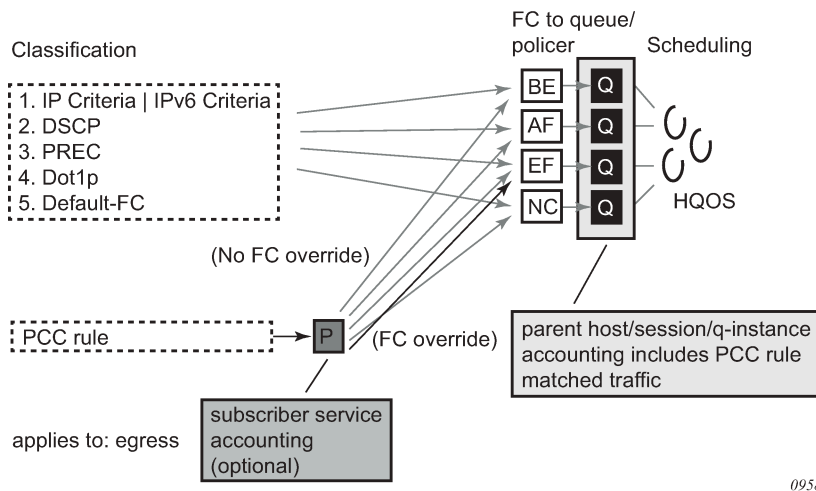 Classification
FC to queue/
policer
Scheduling
1. IP Criteria | IPv6 Criteria
2. DSCP
3. PREC
4. Dot1p
5. Default-FC
BE
Q
AF
Q
EF
Q
NC
Q
HQOS
(No FC override)
PCC rule
P
(FC override)
parent host/session/q-instance
accounting includes PCC rule
matched traffic
applies to: egress
subscriber service
accounting
(optional)